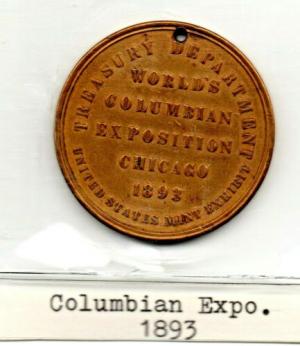 TREASURY DEPARTMENT
WORLD'S
COLUMBIAN
EXPOSITION
CHICAGO
1893
UNITED STATES MINT EXHIBIT
Columbian Expo.
1893